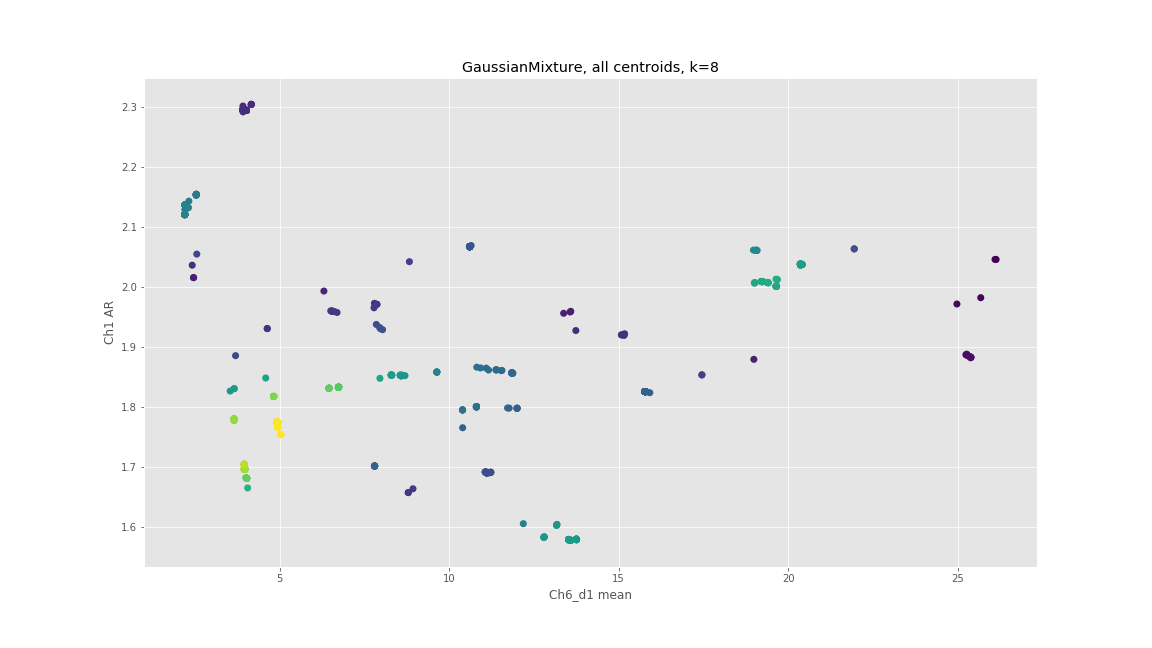 GaussianMixture, all centroids, k=8
2.3
2.2
2.1
2.0
1.9
1.8
1.7
1.6
Ch1 AR
5 10 15 20 25
Ch6_d1 mean